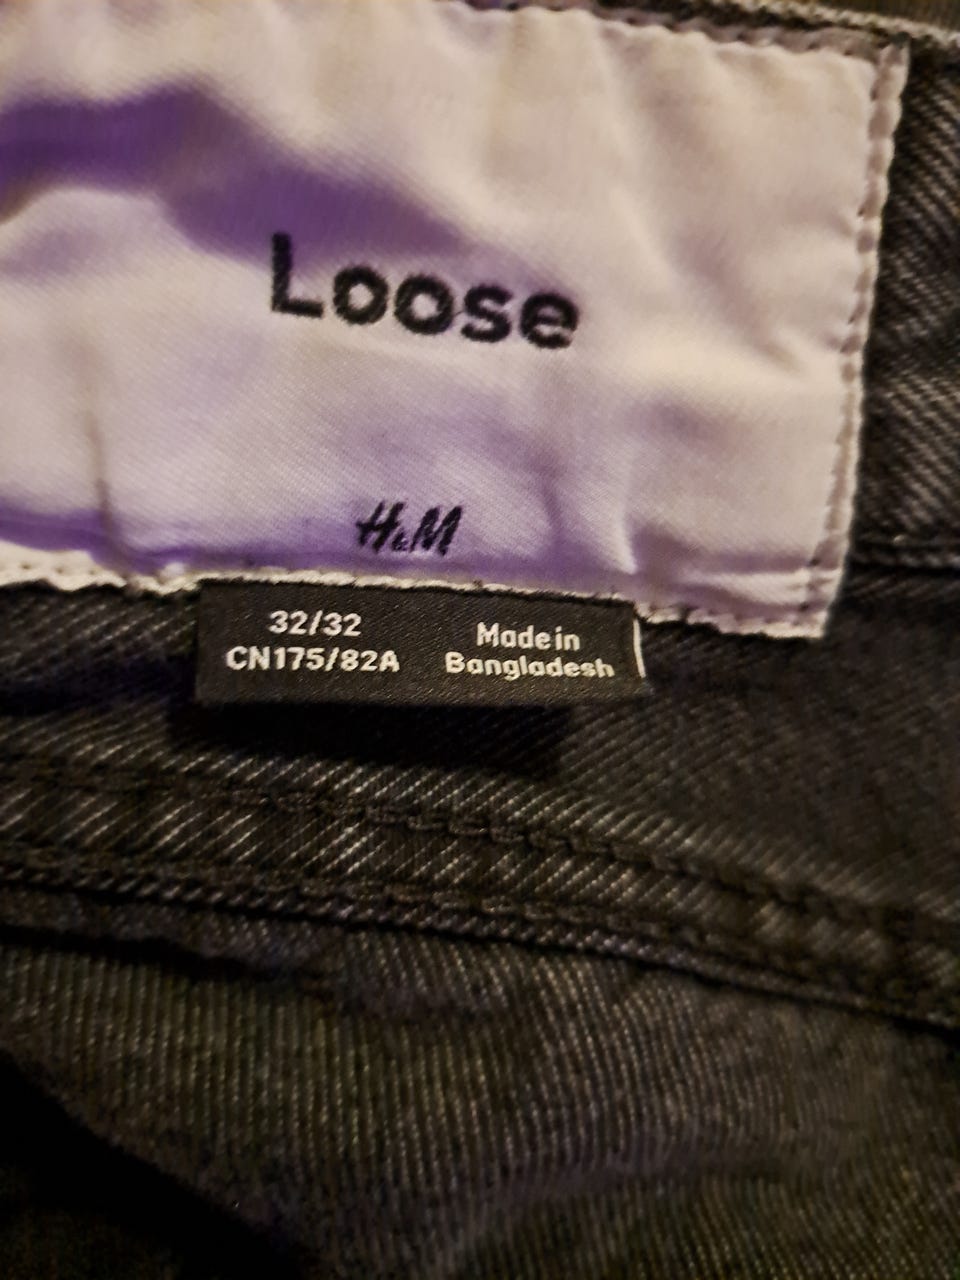 Loose
H&M
32/32
CN175/82A
Made in
Bangladesh